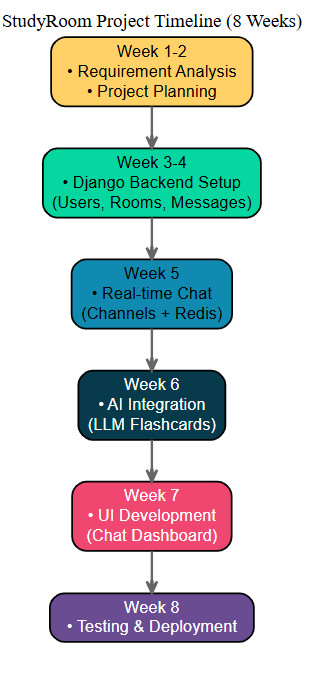 StudyRoom Project Timeline (8 Weeks)
Week 1-2
• Requirement Analysis
• Project Planning
Week 3-4
• Django Backend Setup
(Users, Rooms, Messages)
Week 5
• Real-time Chat
(Channels + Redis)
Week 6
• AI Integration
(LLM Flashcards)
Week 7
• UI Development
(Chat Dashboard)
Week 8
• Testing & Deployment